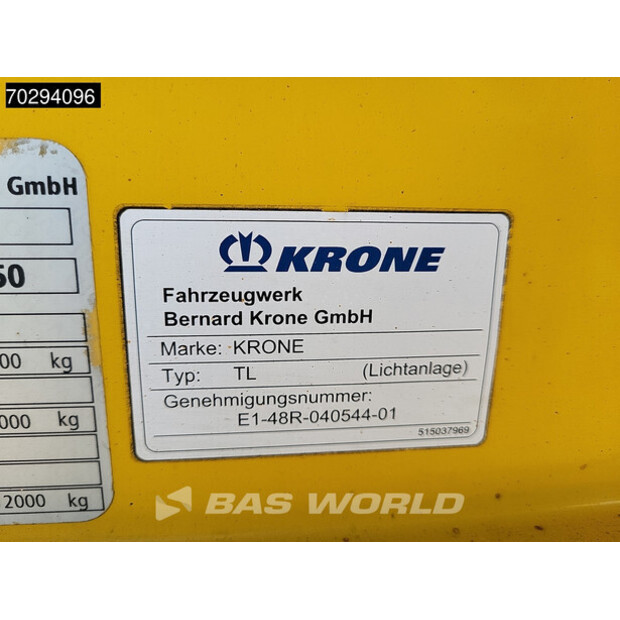 70294096
GmbH
50
00 kg
000 kg
2000 kg
KRONE
Fahrzeugwerk
Bernard Krone GmbH
Marke: KRONE
Typ: TL (Lichtanlage)
Genehmigungsnummer:
E1-48R-040544-01
515037969
BAS WORLD